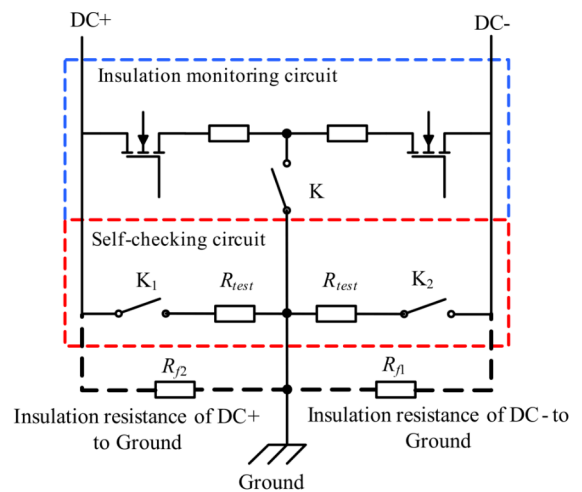 DC+
DC-
Insulation monitoring circuit
K
Self-checking circuit
K₁
Rtest
Rtest
K₂
Rf2
Rf1
Insulation resistance of DC+
to Ground
Insulation resistance of DC- to
Ground
Ground